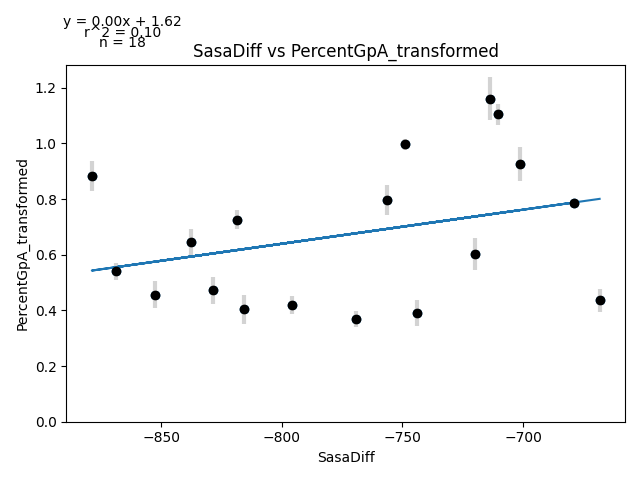 y = 0.00x + 1.62
r^2 = 0.10
n = 18
SasaDiff vs PercentGpA_transformed
PercentGpA_transformed
1.2
1.0
0.8
0.6
0.4
0.2
0.0
−850
−800
−750
−700
SasaDiff